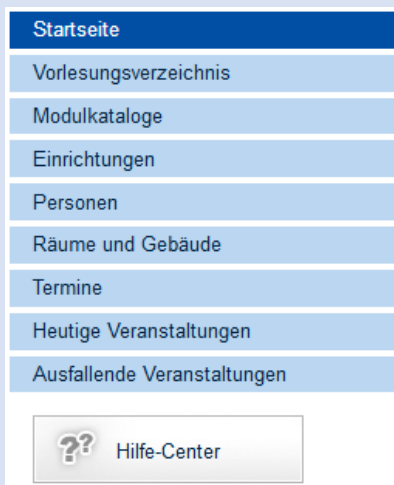 Startseite
Vorlesungsverzeichnis
Modulkataloge
Einrichtungen
Personen
Räume und Gebäude
Termine
Heutige Veranstaltungen
Ausfallende Veranstaltungen
?? Hilfe-Center